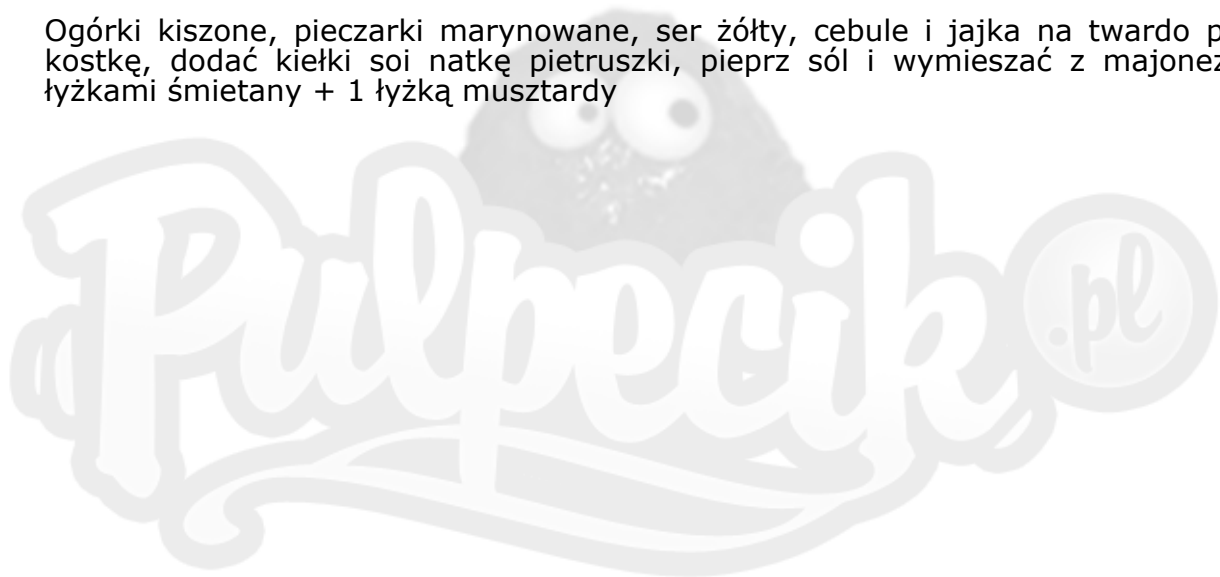 Ogórki kiszone, pieczarki marynowane, ser żółty, cebule i jajka na twardo
kostkę, dodać kiełki soi natkę pietruszki, pieprz sól i wymieszać z
łyżkami śmietany + 1 łyżką musztardy
Pulpecik.pl